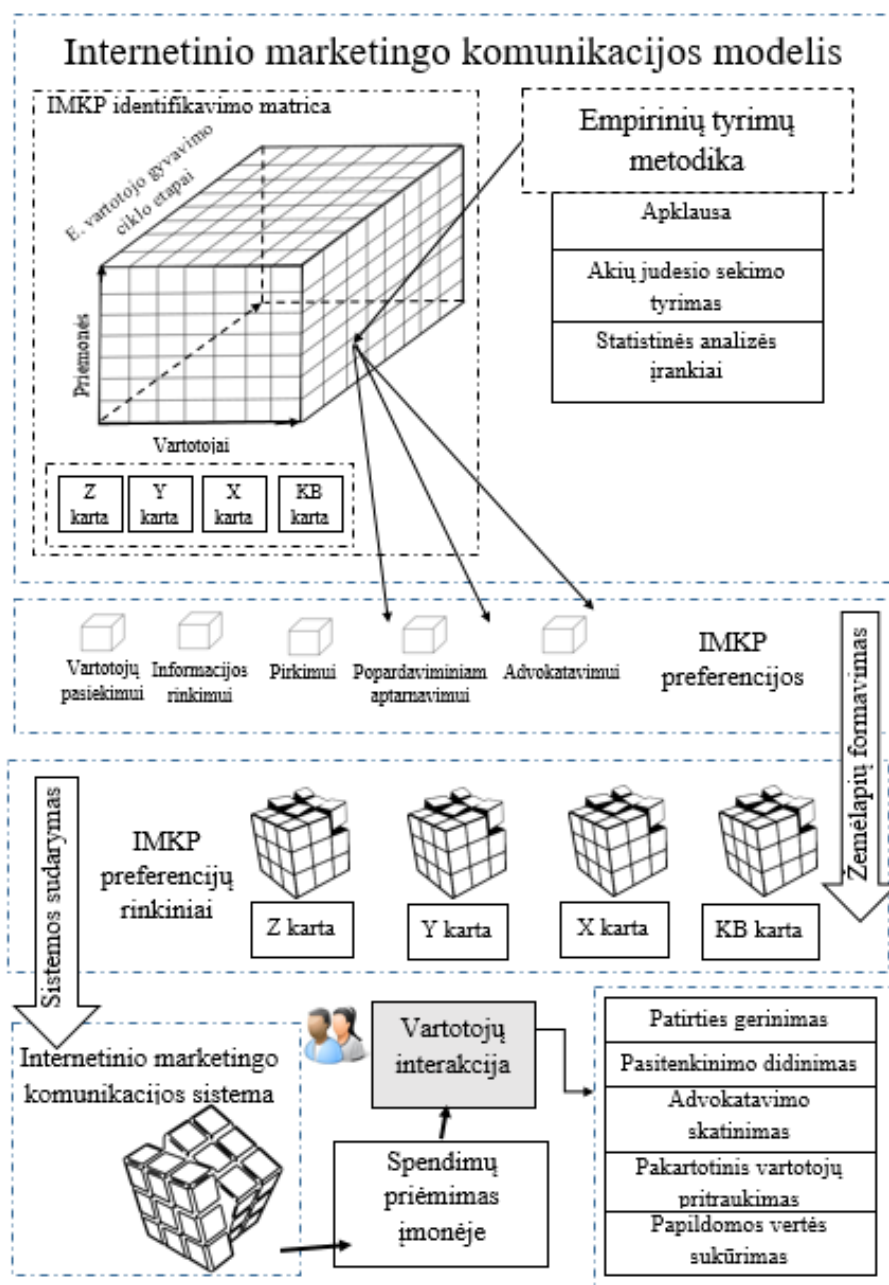 Internetinio marketingo komunikacijos modelis
IMKP identifikavimo matrica
E. vartotojo gyvavimo
ciklo etapai
Priemonės
Vartotojai
Z
karta
Y
karta
X
karta
KB
karta
Empirinių tyrimų
metodika
Apklausa
Akių judesio sekimo
tyrimas
Statistinės analizės
įrankiai
Vartotojų
pasiekimui
Informacijos
rinkimui
Pirkimui
Popardaviminiam
aptarnavimui
Advokatavimui
IMKP
preferencijos
Žemėlapių formavimas
Sistemos sudarymas
IMKP
preferencijų
rinkiniai
Z karta
Y karta
X karta
KB karta
Internetinio marketingo
komunikacijos sistema
Vartotojų
interakcija
Spendimų
priėmimas
įmonėje
Patirties gerinimas
Pasitenkinimo didinimas
Advokatavimo
skatinimas
Pakartotinis vartotojų
pritraukimas
Papildomos vertės
sukūrimas